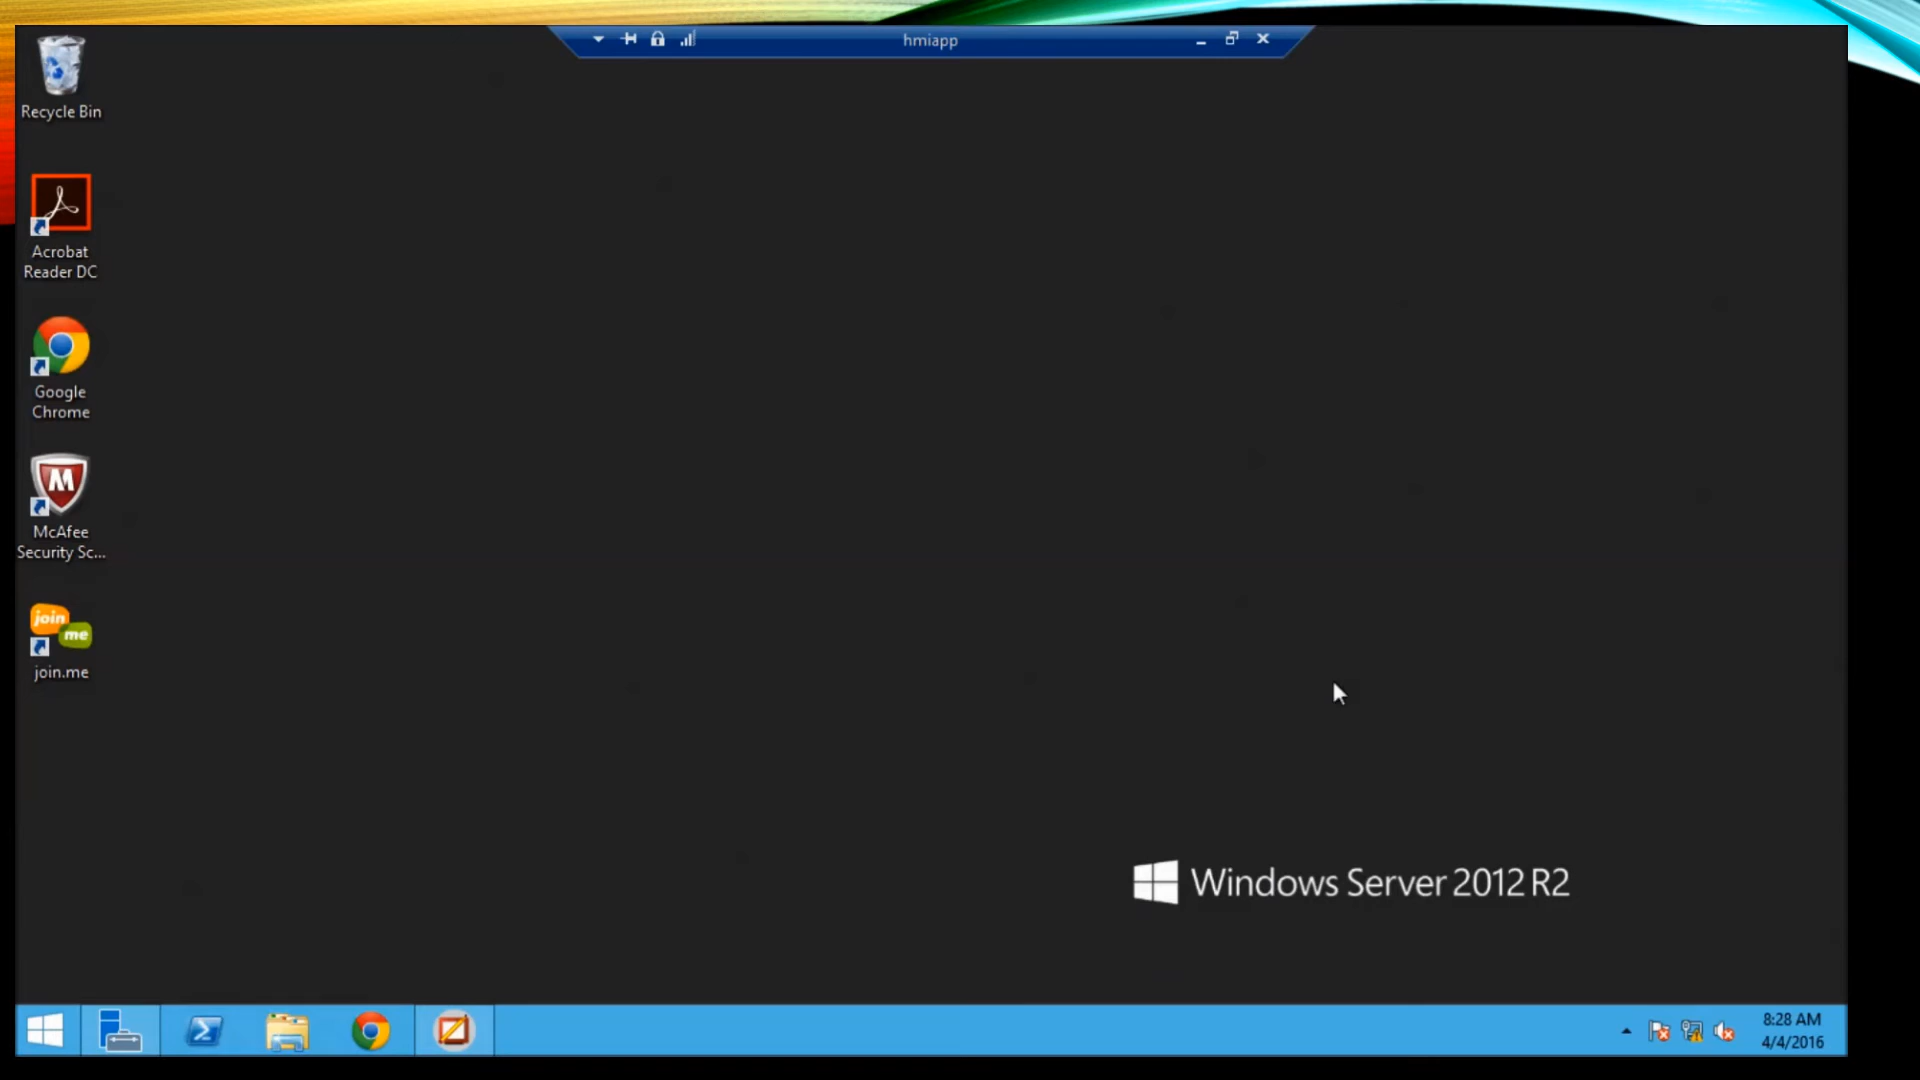 hmiapp
Recycle Bin
Acrobat
Reader DC
Google
Chrome
M
McAfee
Security Sc...
join
me
join.me
Windows Server 2012 R2
8:28 AM
4/4/2016